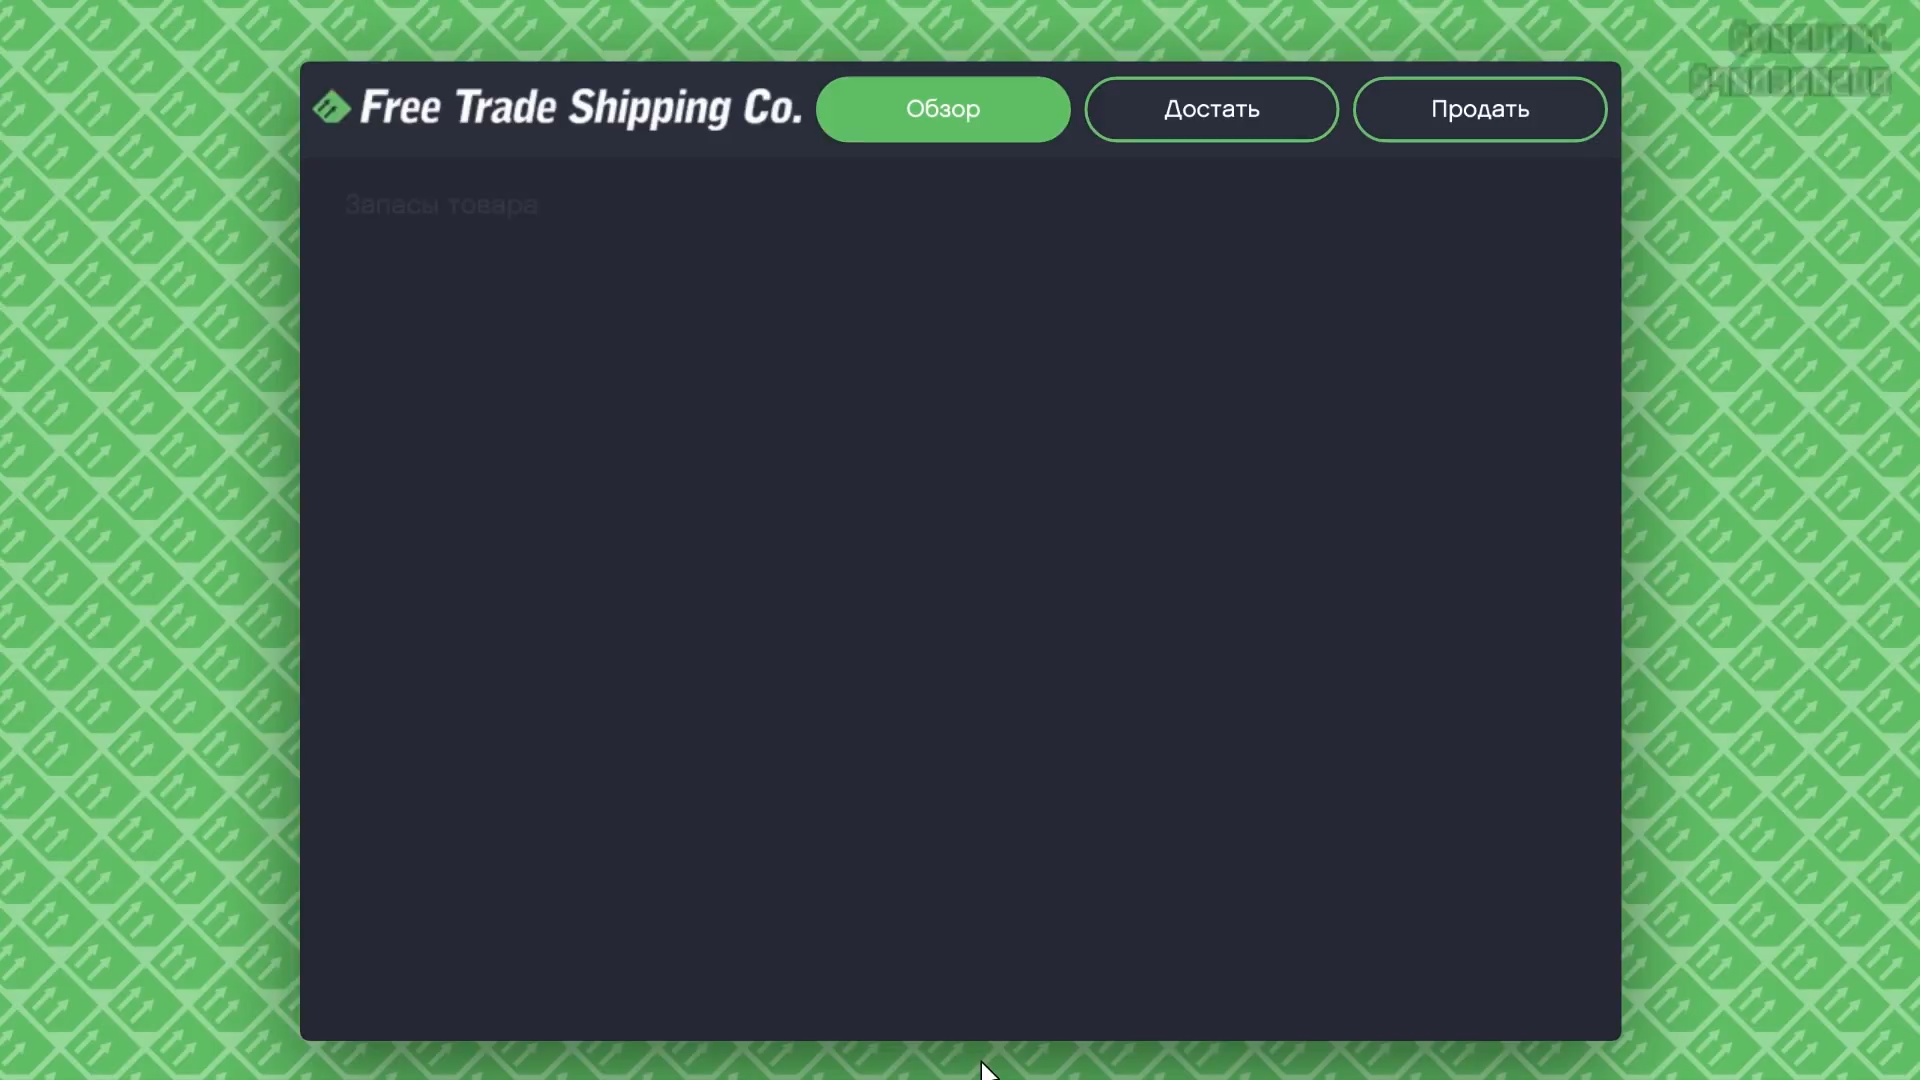 Free Trade Shipping Co.
Обзор
Достать
Продать
Запасы товара